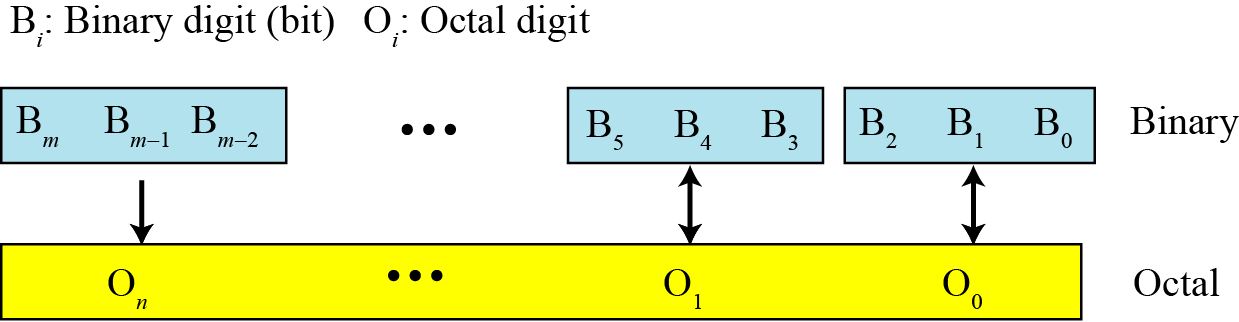 Bᵢ: Binary digit (bit) Oᵢ: Octal digit
Bₘ Bₘ₋₁ Bₘ₋₂ ••• B₅ B₄ B₃ B₂ B₁ B₀ Binary
Oₙ ••• O₁ O₀ Octal